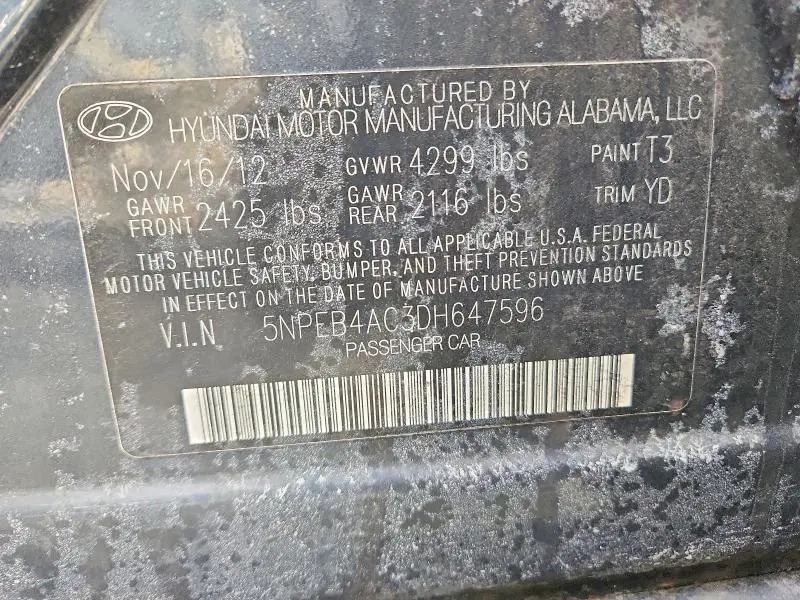 MANUFACTURED BY
HYUNDAI MOTOR MANUFACTURING ALABAMA, LLC
Nov/16/12 GVWR 4299 lbs PAINT T3
GAWR FRONT 2425 lbs GAWR REAR 2116 lbs TRIM YD
THIS VEHICLE CONFORMS TO ALL APPLICABLE U.S.A. FEDERAL
MOTOR VEHICLE SAFETY, BUMPER, AND THEFT PREVENTION STANDARDS
IN EFFECT ON THE DATE OF MANUFACTURE SHOWN ABOVE
V.I.N 5NPEB4AC3DH647596
PASSENGER CAR